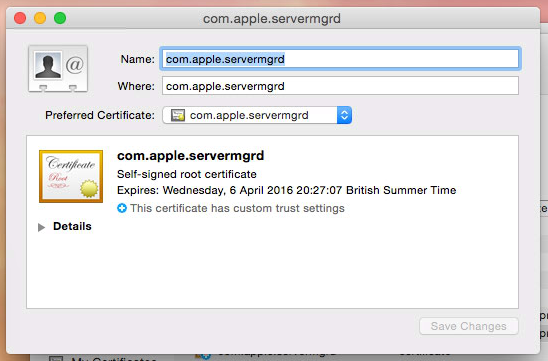 com.apple.servermgrd
Name: com.apple.servermgrd
Where: com.apple.servermgrd
Preferred Certificate: com.apple.servermgrd
Certificate
Root
com.apple.servermgrd
Self-signed root certificate
Expires: Wednesday, 6 April 2016 20:27:07 British Summer Time
This certificate has custom trust settings
Details
Save Changes